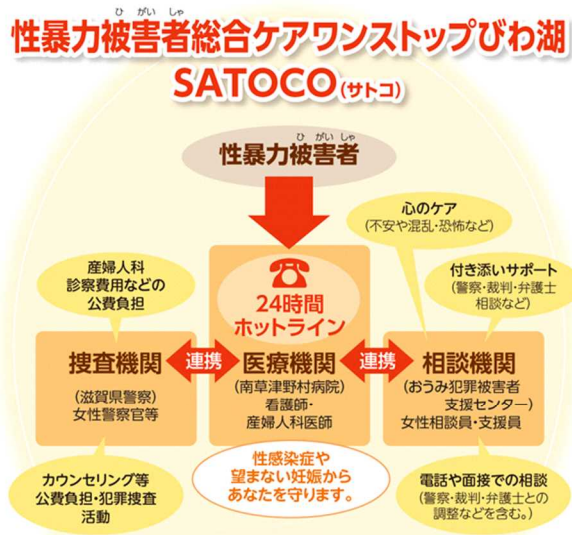 ひ がい しゃ
性暴力被害者総合ケアワンストップびわ湖
SATOCO(サトコ)
ひ がい しゃ
性暴力被害者
心のケア
(不安や混乱・恐怖など)
産婦人科
診察費用などの
公費負担
付き添いサポート
(警察・裁判・弁護士
相談など)
24時間
ホットライン
捜査機関
(滋賀県警察)
女性警察官等
連携
医療機関
(南草津野村病院)
看護師・
産婦人科医師
連携
相談機関
(おうみ犯罪被害者
支援センター)
女性相談員・支援員
カウンセリング等
公費負担・犯罪捜査
活動
性感染症や
望まない妊娠から
あなたを守ります。
電話や面接での相談
(警察・裁判・弁護士との
調整などを含む。)